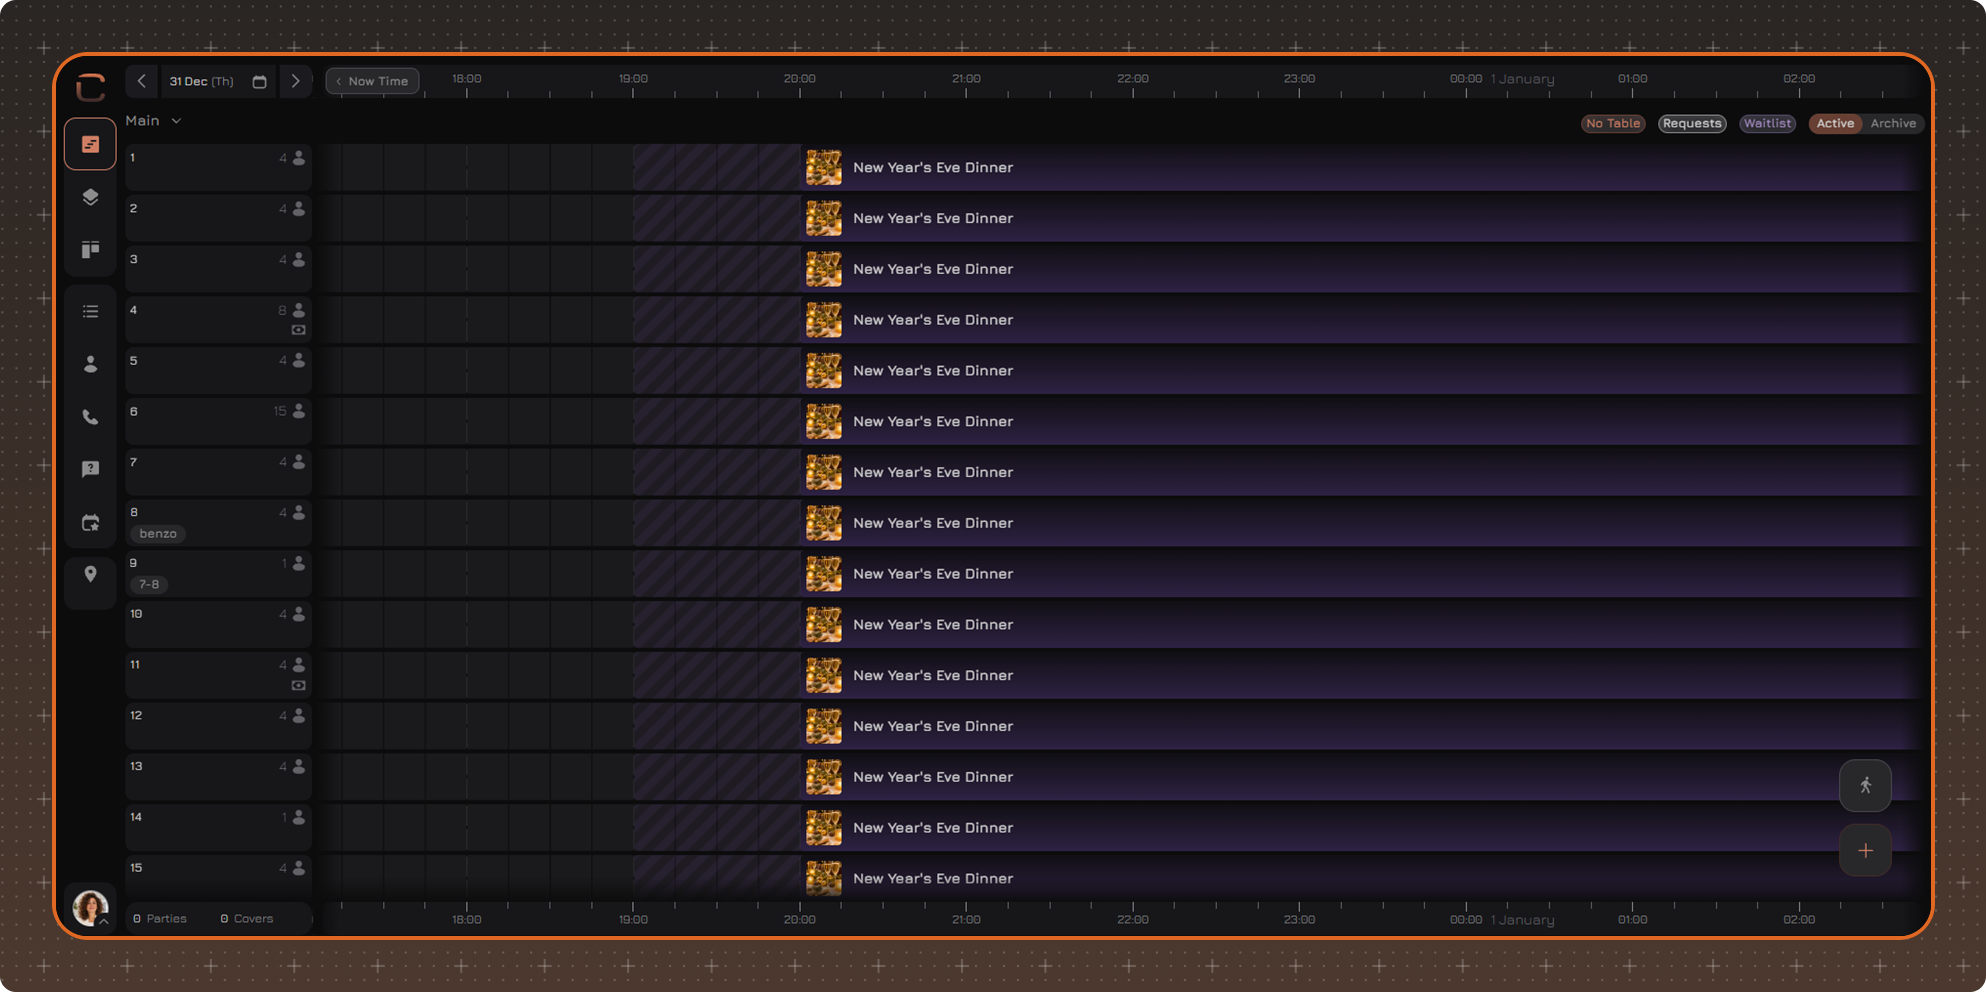 31 Dec (Th)
Now Time
18:00 19:00 20:00 21:00 22:00 23:00 00:00 1 January 01:00 02:00
Main
No Table Requests Waitlist Active Archive
1 4 New Year's Eve Dinner
2 4 New Year's Eve Dinner
3 4 New Year's Eve Dinner
4 8 New Year's Eve Dinner
5 4 New Year's Eve Dinner
6 15 New Year's Eve Dinner
7 4 New Year's Eve Dinner
8 4 New Year's Eve Dinner
benzo
9 1 New Year's Eve Dinner
7-8
10 4 New Year's Eve Dinner
11 4 New Year's Eve Dinner
12 4 New Year's Eve Dinner
13 4 New Year's Eve Dinner
14 1 New Year's Eve Dinner
15 4 New Year's Eve Dinner
0 Parties 0 Covers
18:00 19:00 20:00 21:00 22:00 23:00 00:00 1 January 01:00 02:00